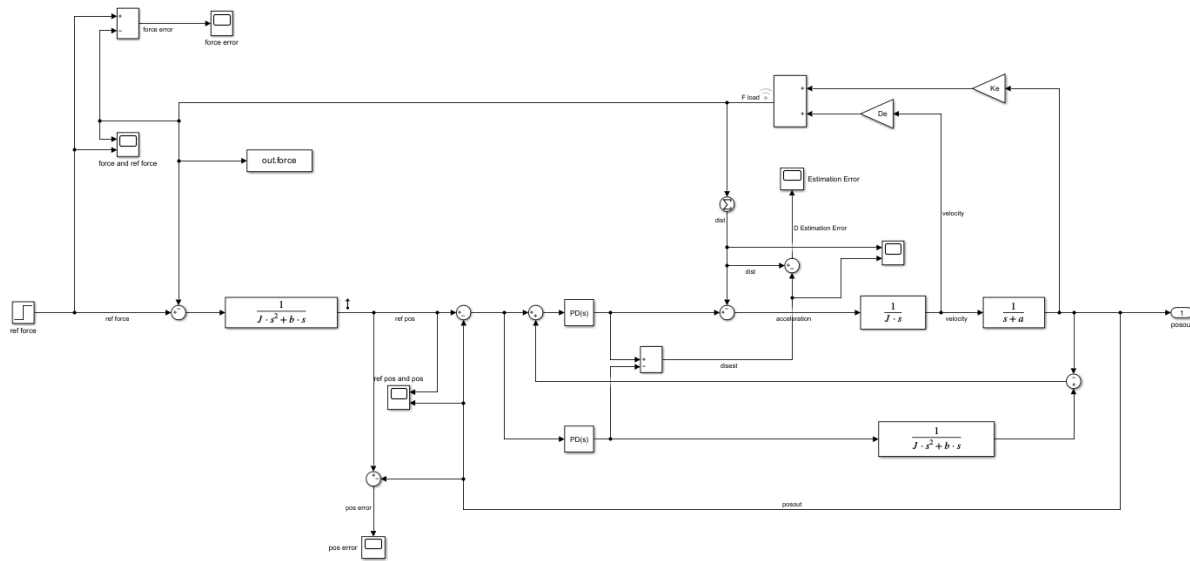 force error
force error
Ke
F load
De
force and ref force
out.force
Estimation Error
dist
velocity
D Estimation Error
dist
1
J · s² + b · s
ref pos
PD(s)
acceleration
1
J · s
velocity
1
s + a
1
posou
ref force
ref force
disest
ref pos and pos
PD(s)
1
J · s² + b · s
posout
pos error
pos error